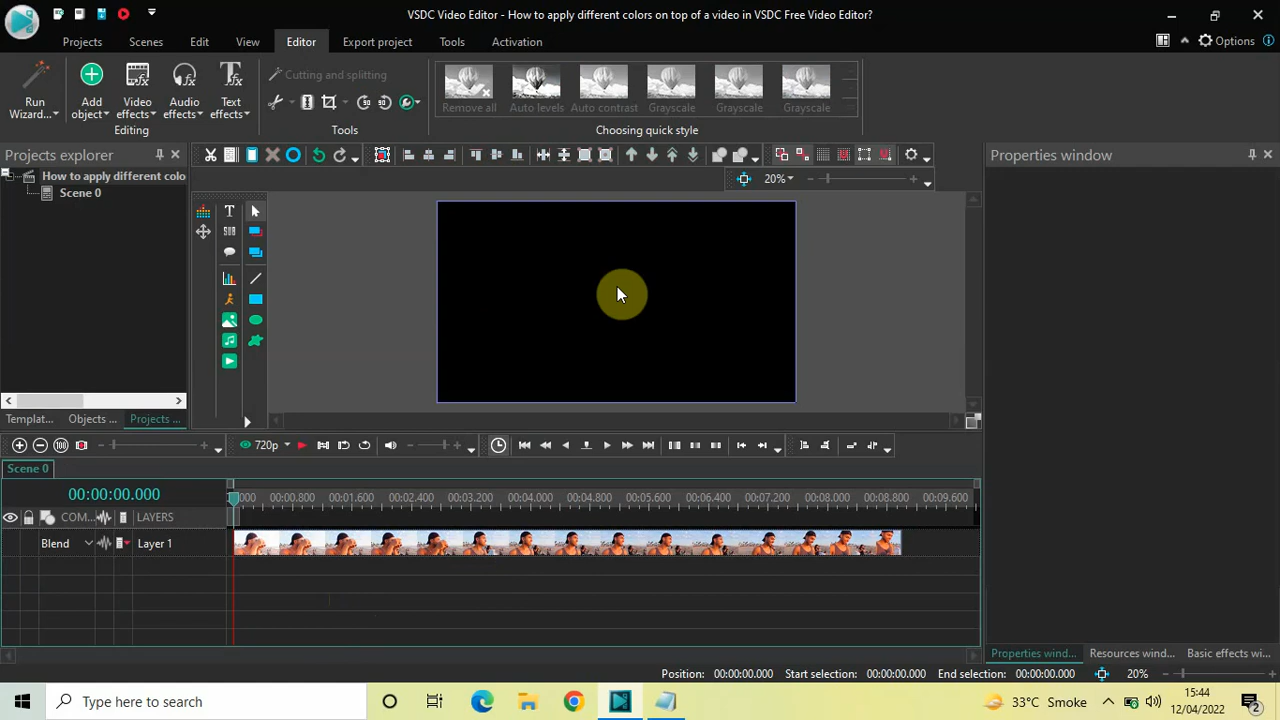 VSDC Video Editor - How to apply different colors on top of a video in VSDC Free Video Editor?
Projects Scenes Edit View Editor Export project Tools Activation
Options
Run Wizard...
Add object
Video effects
Audio effects
Text effects
Editing
Cutting and splitting
Tools
Remove all Auto levels Auto contrast Grayscale Grayscale Grayscale
Choosing quick style
Projects explorer
How to apply different colo
Scene 0
Templat... Objects ... Projects ...
20%
Properties window
720p
Scene 0
00:00:00.000
000 00:00.800 00:01.600 00:02.400 00:03.200 00:04.000 00:04.800 00:05.600 00:06.400 00:07.200 00:08.000 00:08.800 00:09.600
COM... LAYERS
Blend Layer 1
Properties wind... Resources wind... Basic effects wi...
Position: 00:00:00.000 Start selection: 00:00:00.000 End selection: 00:00:00.000 20%
Type here to search
33°C Smoke
15:44
12/04/2022
2